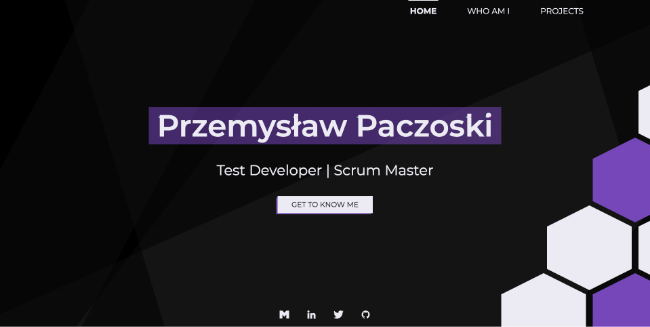 HOME WHO AM I PROJECTS
Przemysław Paczoski
Test Developer | Scrum Master
GET TO KNOW ME